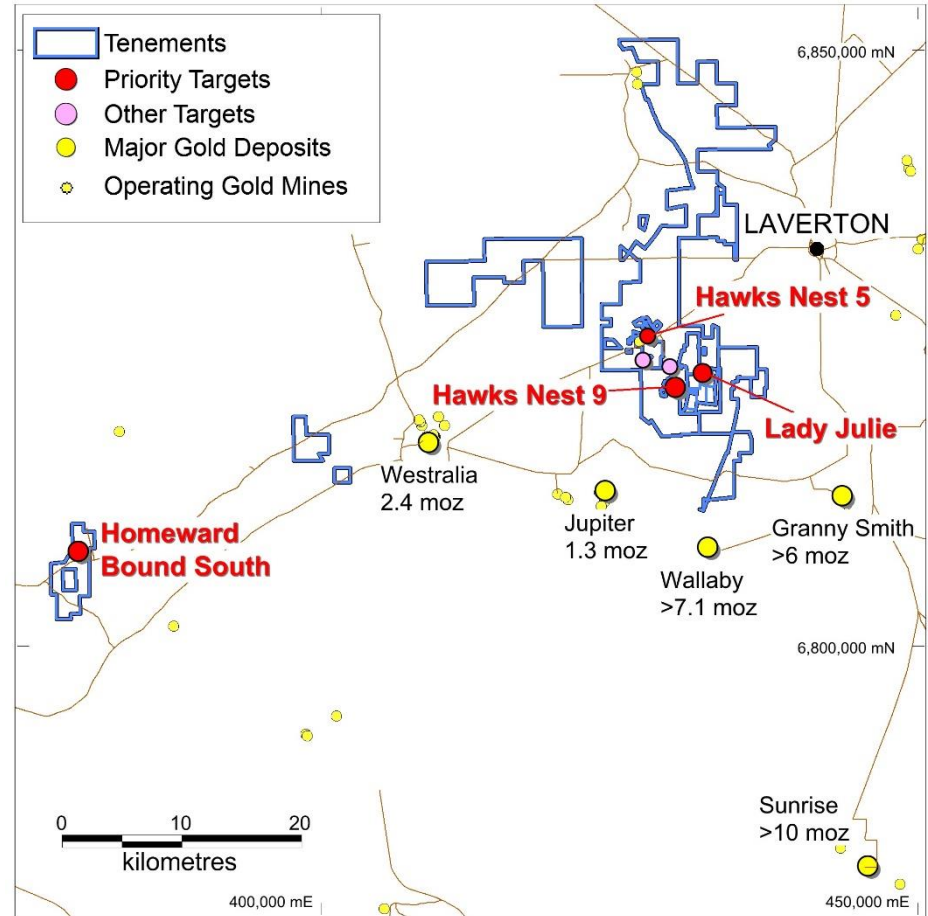 Tenements
Priority Targets
Other Targets
Major Gold Deposits
Operating Gold Mines
6,850,000 mN
LAVERTON
Hawks Nest 5
Hawks Nest 9
Lady Julie
Westralia
2.4 moz
Jupiter
1.3 moz
Granny Smith
>6 moz
Wallaby
>7.1 moz
Homeward
Bound South
6,800,000 mN
Sunrise
>10 moz
0 10 20
kilometres
400,000 mE
450,000 mE